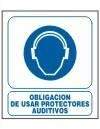 OBLIGACION
DE USAR PROTECTORES
AUDITIVOS